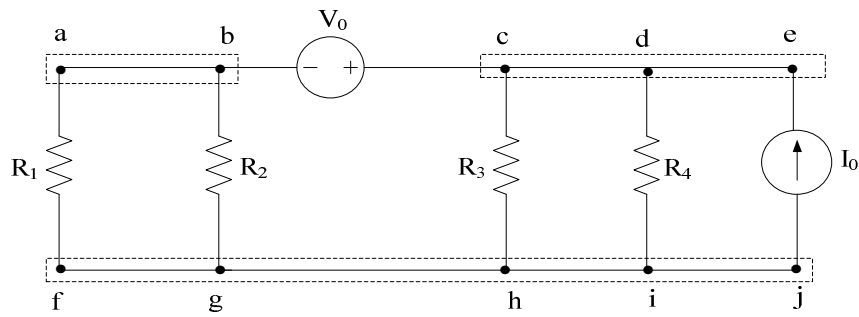 V₀
a b c d e
− +
R₁ R₂ R₃ R₄ I₀
f g h i j